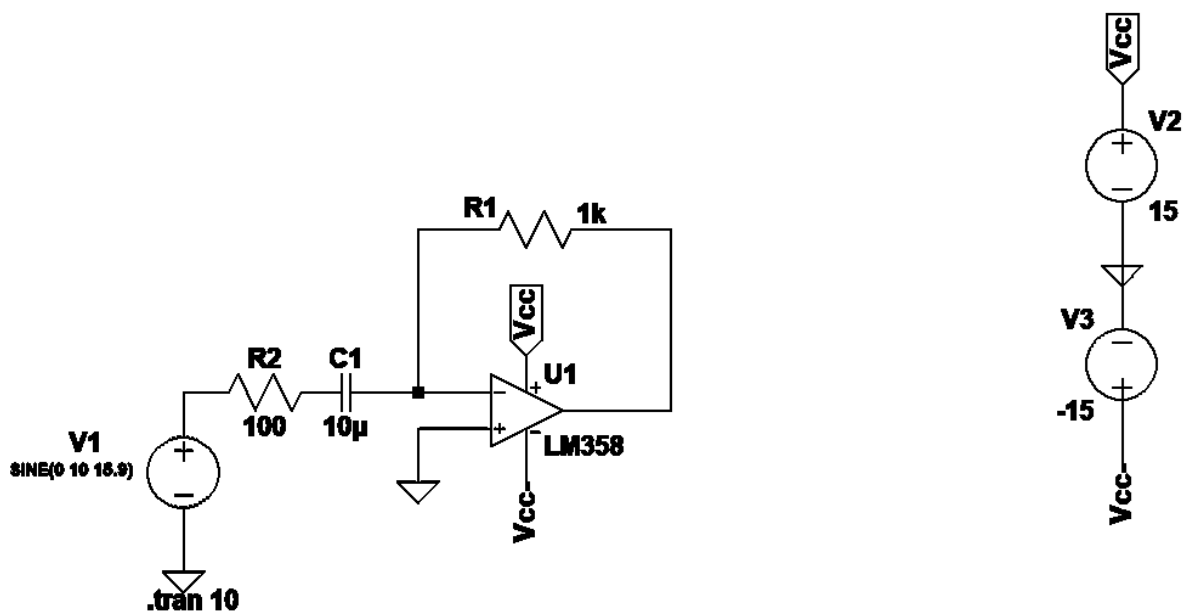 Vcc
V2
15
R1
1k
Vcc
V3
-15
R2
C1
U1
100
10µ
LM358
V1
SINE(0 10 15.9)
Vcc-
Vcc-
.tran 10